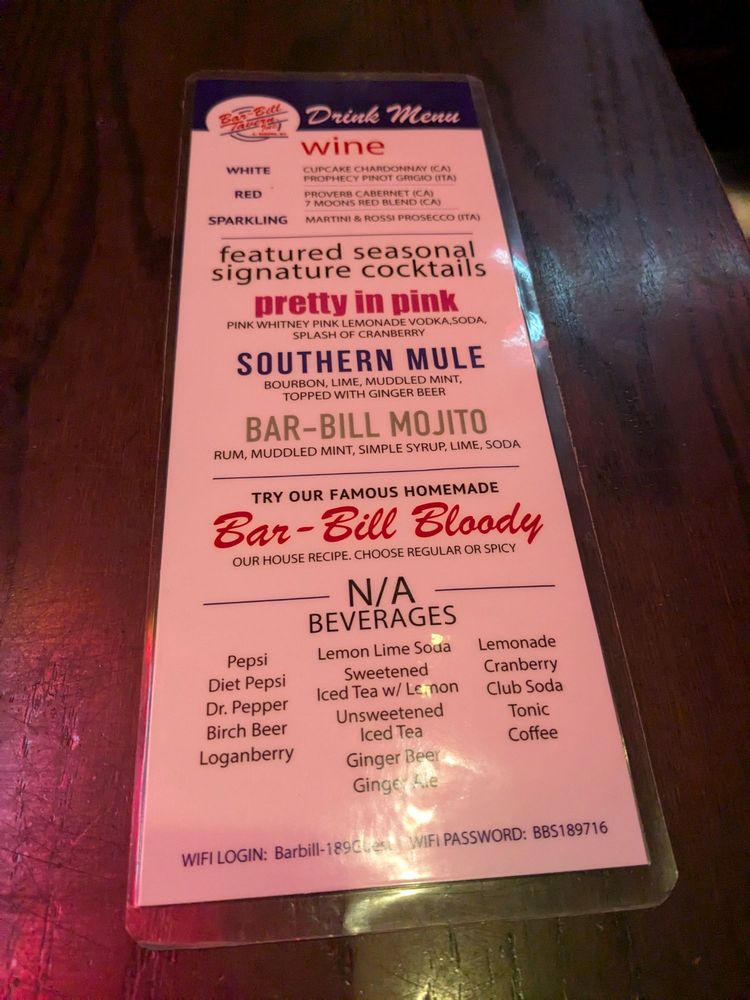 Bar-Bill
Tavern
Drink Menu
wine
WHITE CUPCAKE CHARDONNAY (CA)
PROPHECY PINOT GRIGIO (ITA)
RED PROVERB CABERNET (CA)
7 MOONS RED BLEND (CA)
SPARKLING MARTINI & ROSSI PROSECCO (ITA)
featured seasonal
signature cocktails
pretty in pink
PINK WHITNEY PINK LEMONADE VODKA,SODA,
SPLASH OF CRANBERRY
SOUTHERN MULE
BOURBON, LIME, MUDDLED MINT,
TOPPED WITH GINGER BEER
BAR-BILL MOJITO
RUM, MUDDLED MINT, SIMPLE SYRUP, LIME, SODA
TRY OUR FAMOUS HOMEMADE
Bar-Bill Bloody
OUR HOUSE RECIPE. CHOOSE REGULAR OR SPICY
N/A
BEVERAGES
Pepsi
Diet Pepsi
Dr. Pepper
Birch Beer
Loganberry
Lemon Lime Soda
Sweetened
Iced Tea w/ Lemon
Unsweetened
Iced Tea
Ginger Beer
Ginger Ale
Lemonade
Cranberry
Club Soda
Tonic
Coffee
WIFI LOGIN: Barbill-189Guest WIFI PASSWORD: BBS189716